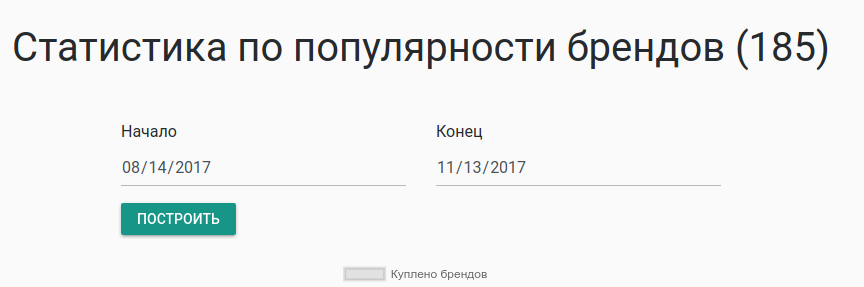 Статистика по популярности брендов (185)
Начало Конец
08/14/2017 11/13/2017
ПОСТРОИТЬ
Куплено брендов